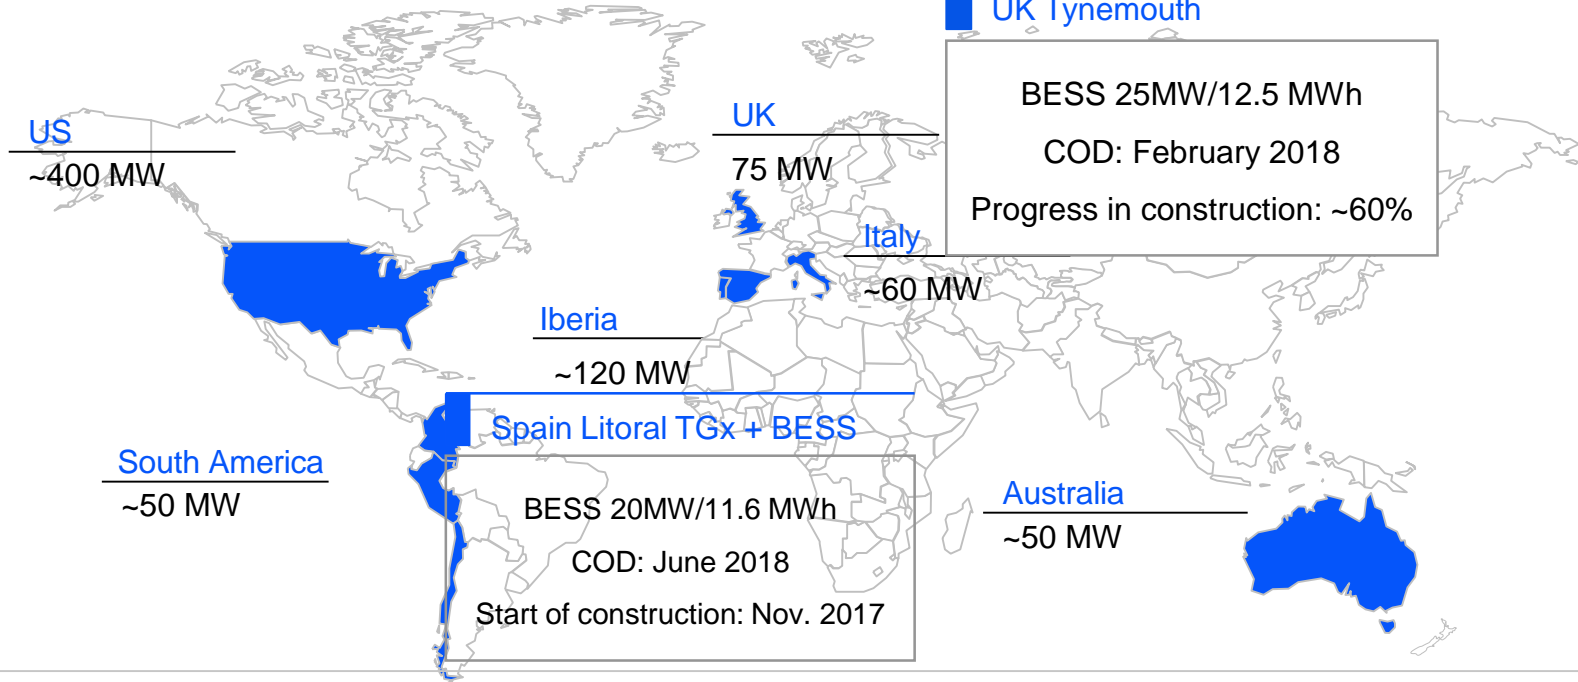 UK Tynemouth
BESS 25MW/12.5 MWh
COD: February 2018
Progress in construction: ~60%
US
~400 MW
UK
75 MW
Italy
~60 MW
Iberia
~120 MW
Spain Litoral TGx + BESS
BESS 20MW/11.6 MWh
COD: June 2018
Start of construction: Nov. 2017
South America
~50 MW
Australia
~50 MW